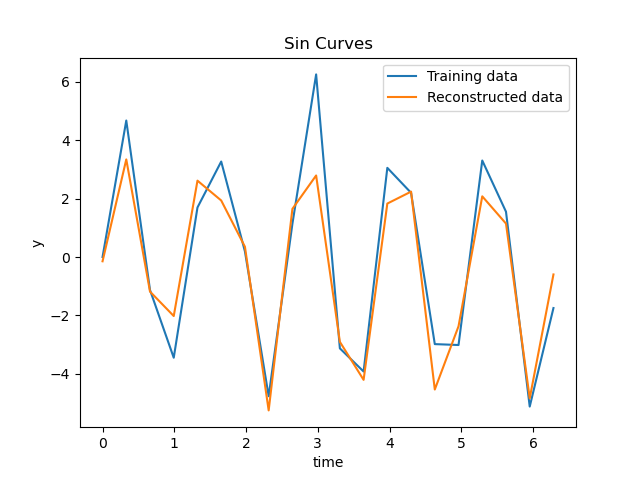 Sin Curves
Training data
Reconstructed data
y
6
4
2
0
−2
−4
0 1 2 3 4 5 6
time